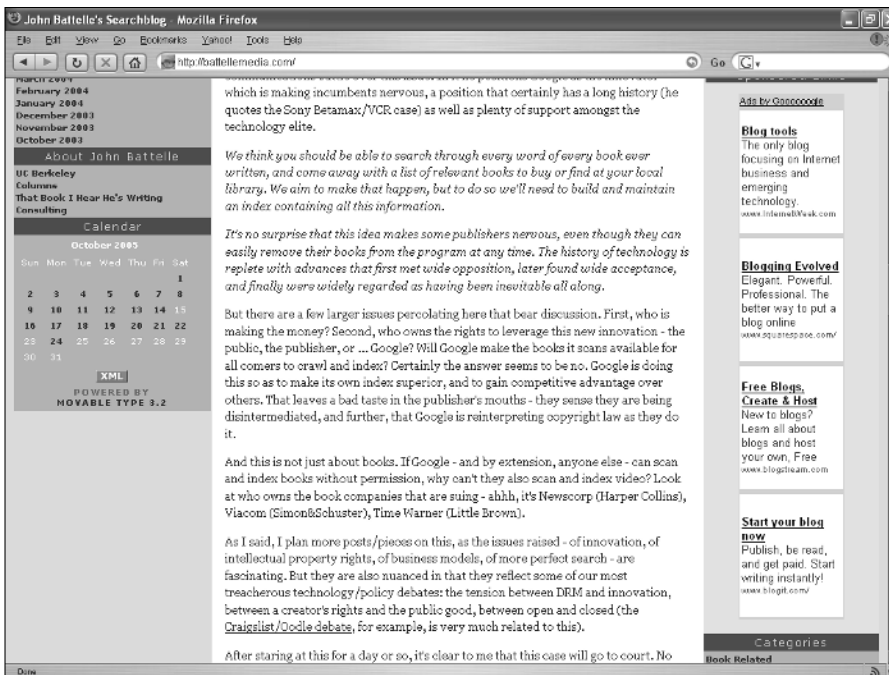 John Battelle's Searchblog - Mozilla Firefox
File Edit View Go Bookmarks Yahoo! Tools Help
http://battellemedia.com/
Go
March 2004
February 2004
January 2004
December 2003
November 2003
October 2003
About John Battelle
UC Berkeley
Columns
That Book I Hear He's Writing
Consulting
Calendar
October 2005
Sun Mon Tue Wed Thu Fri Sat
1
2 3 4 5 6 7 8
9 10 11 12 13 14 15
16 17 18 19 20 21 22
23 24 25 26 27 28 29
30 31
XML
POWERED BY
MOVABLE TYPE 3.2
which is making incumbents nervous, a position that certainly has a long history (he
quotes the Sony Betamax/VCR case) as well as plenty of support amongst the
technology elite.
We think you should be able to search through every word of every book ever
written, and come away with a list of relevant books to buy or find at your local
library. We aim to make that happen, but to do so we'll need to build and maintain
an index containing all this information.
It's no surprise that this idea makes some publishers nervous, even though they can
easily remove their books from the program at any time. The history of technology is
replete with advances that first met wide opposition, later found wide acceptance,
and finally were widely regarded as having been inevitable all along.
But there are a few larger issues percolating here that bear discussion. First, who is
making the money? Second, who owns the rights to leverage this new innovation - the
public, the publisher, or ... Google? Will Google make the books it scans available for
all comers to crawl and index? Certainly the answer seems to be no. Google is doing
this so as to make its own index superior, and to gain competitive advantage over
others. That leaves a bad taste in the publisher's mouths - they sense they are being
disintermediated, and further, that Google is reinterpreting copyright law as they do
it.
And this is not just about books. If Google - and by extension, anyone else - can scan
and index books without permission, why can't they also scan and index video? Look
at who owns the book companies that are suing - ahhh, it's Newscorp (Harper Collins),
Viacom (Simon&Schuster), Time Warner (Little Brown).
As I said, I plan more posts/pieces on this, as the issues raised - of innovation, of
intellectual property rights, of business models, of more perfect search - are
fascinating. But they are also nuanced in that they reflect some of our most
treacherous technology/policy debates: the tension between DRM and innovation,
between a creator's rights and the public good, between open and closed (the
Craigslist/Oodle debate, for example, is very much related to this).
After staring at this for a day or so, it's clear to me that this case will go to court. No
Ads by Goooooogle
Blog tools
The only blog
focusing on Internet
business and
emerging
technology.
www.InternetWeek.com
Blogging Evolved
Elegant. Powerful.
Professional. The
better way to put a
blog online
www.squarespace.com/
Free Blogs,
Create & Host
New to blogs?
Learn all about
blogs and host
your own, Free
www.blogstream.com
Start your blog
now
Publish, be read,
and get paid. Start
writing instantly!
www.blogit.com/
Categories
Book Related
Done